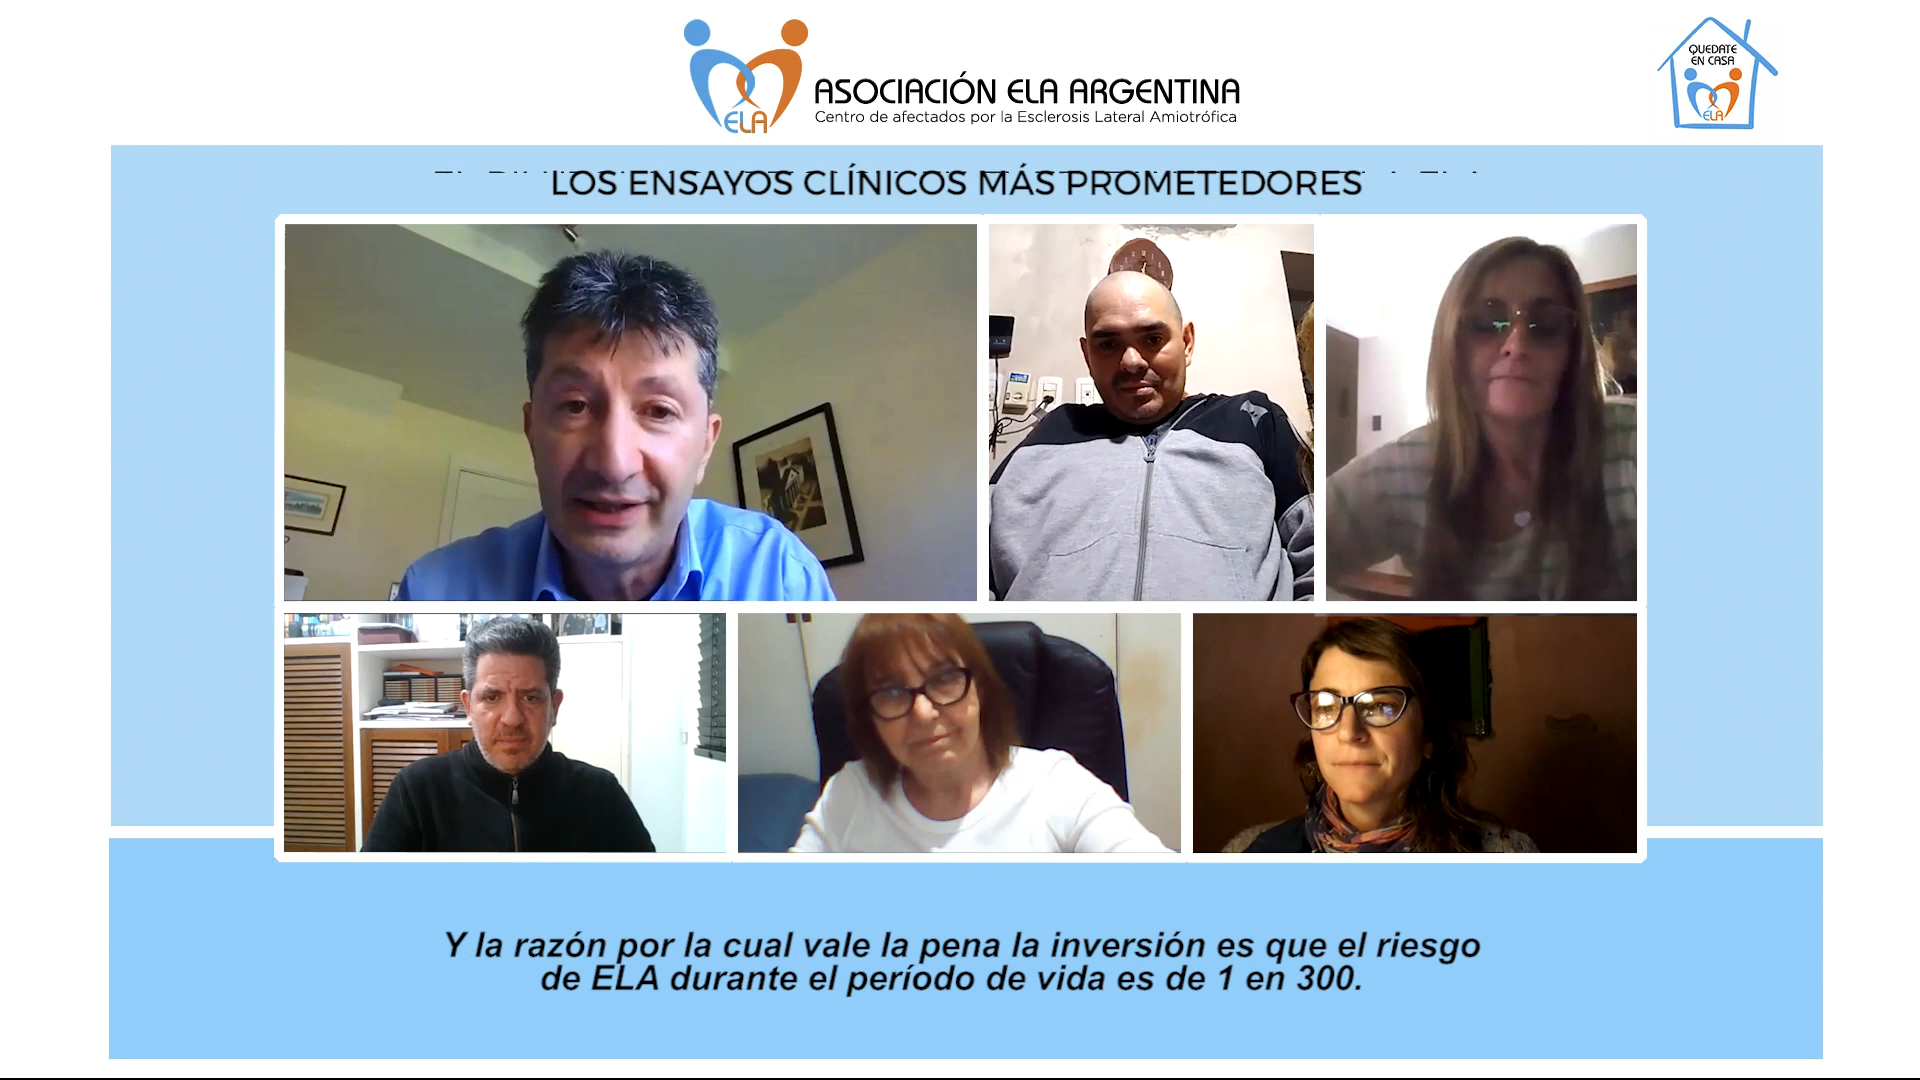 ASOCIACIÓN ELA ARGENTINA
Centro de afectados por la Esclerosis Lateral Amiotrófica
ELA
QUEDATE
EN CASA
ELA
LOS ENSAYOS CLÍNICOS MÁS PROMETEDORES
Y la razón por la cual vale la pena la inversión es que el riesgo
de ELA durante el período de vida es de 1 en 300.